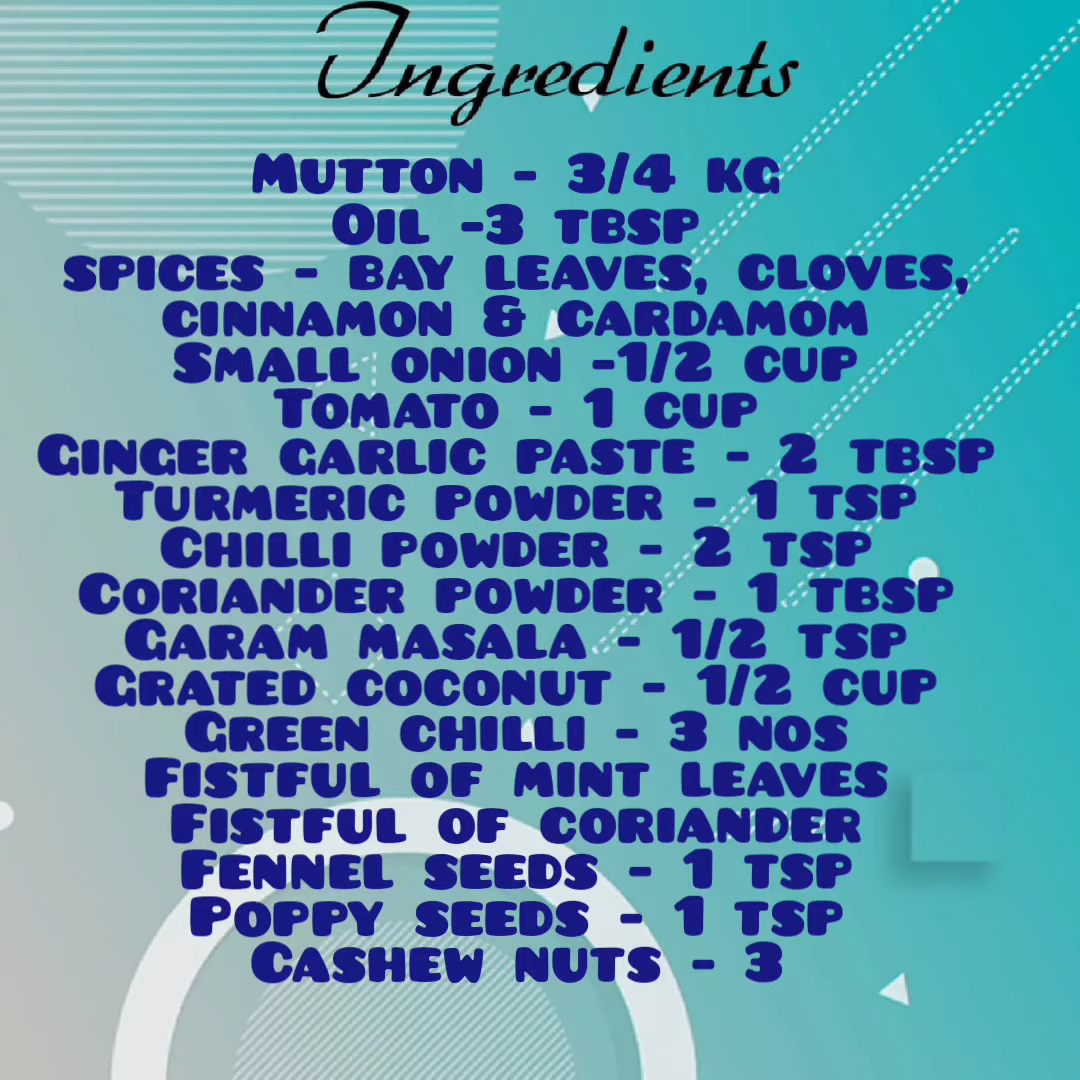 Ingredients
Mutton - 3/4 kg
Oil -3 tbsp
spices - bay leaves, cloves,
cinnamon & cardamom
Small onion -1/2 cup
Tomato - 1 cup
Ginger garlic paste - 2 tbsp
Turmeric powder - 1 tsp
Chilli powder - 2 tsp
Coriander powder - 1 tbsp
Garam masala - 1/2 tsp
Grated coconut - 1/2 cup
Green chilli - 3 nos
Fistful of mint leaves
Fistful of coriander
Fennel seeds - 1 tsp
Poppy seeds - 1 tsp
Cashew nuts - 3